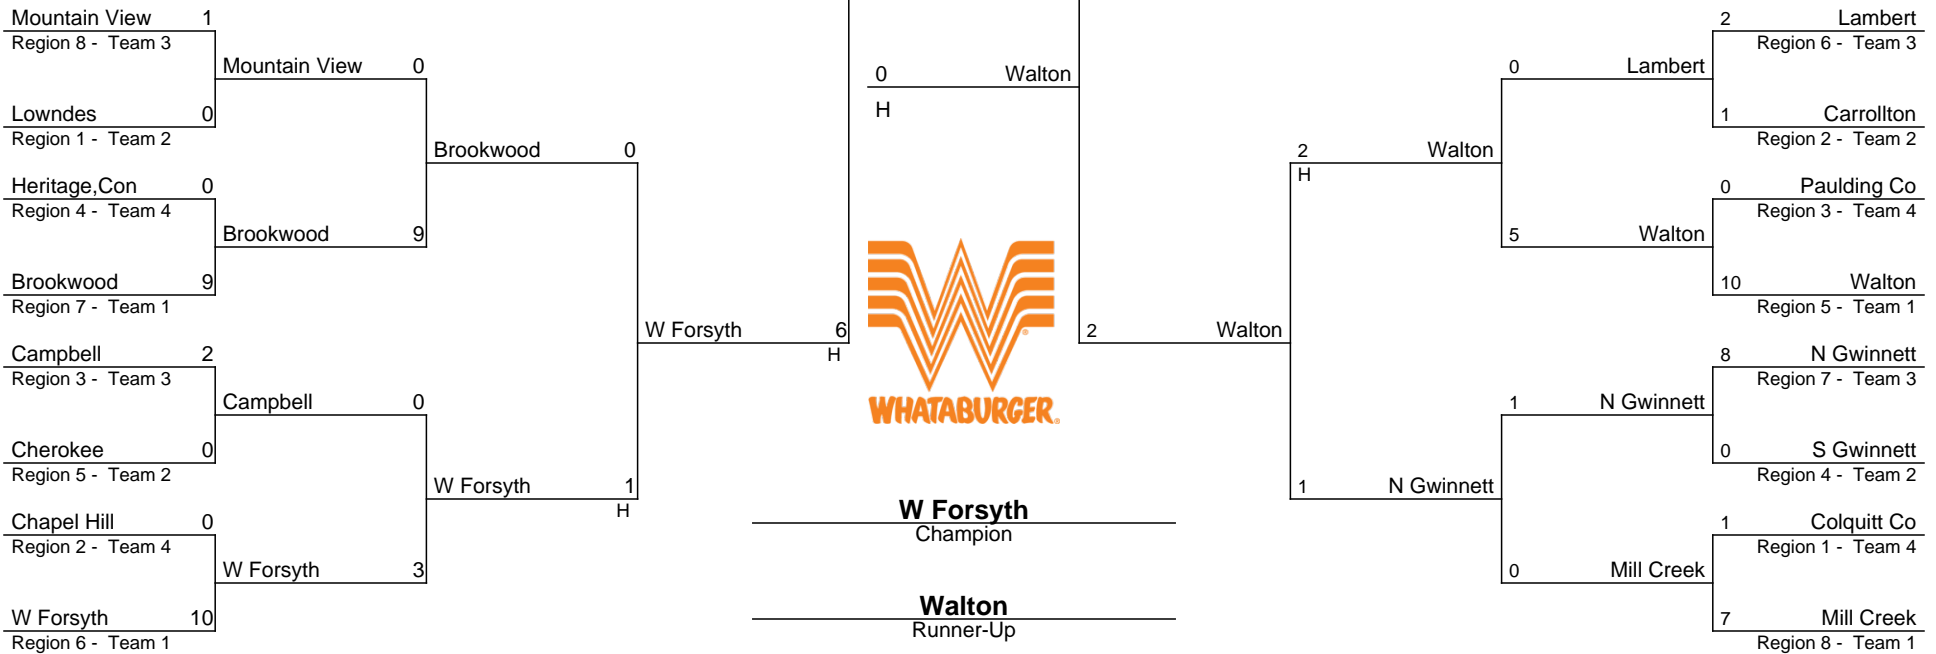 Mountain View 1
Region 8 - Team 3
Mountain View 0
Lowndes 0
Region 1 - Team 2
Brookwood 0
Heritage,Con 0
Region 4 - Team 4
Brookwood 9
Brookwood 9
Region 7 - Team 1
W Forsyth 6
H
Campbell 2
Region 3 - Team 3
Campbell 0
Cherokee 0
Region 5 - Team 2
W Forsyth 1
H
Chapel Hill 0
Region 2 - Team 4
W Forsyth 3
W Forsyth 10
Region 6 - Team 1
0 Walton
H
WHATABURGER
W Forsyth
Champion
Walton
Runner-Up
2 Walton
2 Walton
H
1 N Gwinnett
0 Lambert
5 Walton
1 N Gwinnett
0 Mill Creek
2 Lambert
Region 6 - Team 3
1 Carrollton
Region 2 - Team 2
0 Paulding Co
Region 3 - Team 4
10 Walton
Region 5 - Team 1
8 N Gwinnett
Region 7 - Team 3
0 S Gwinnett
Region 4 - Team 2
1 Colquitt Co
Region 1 - Team 4
7 Mill Creek
Region 8 - Team 1